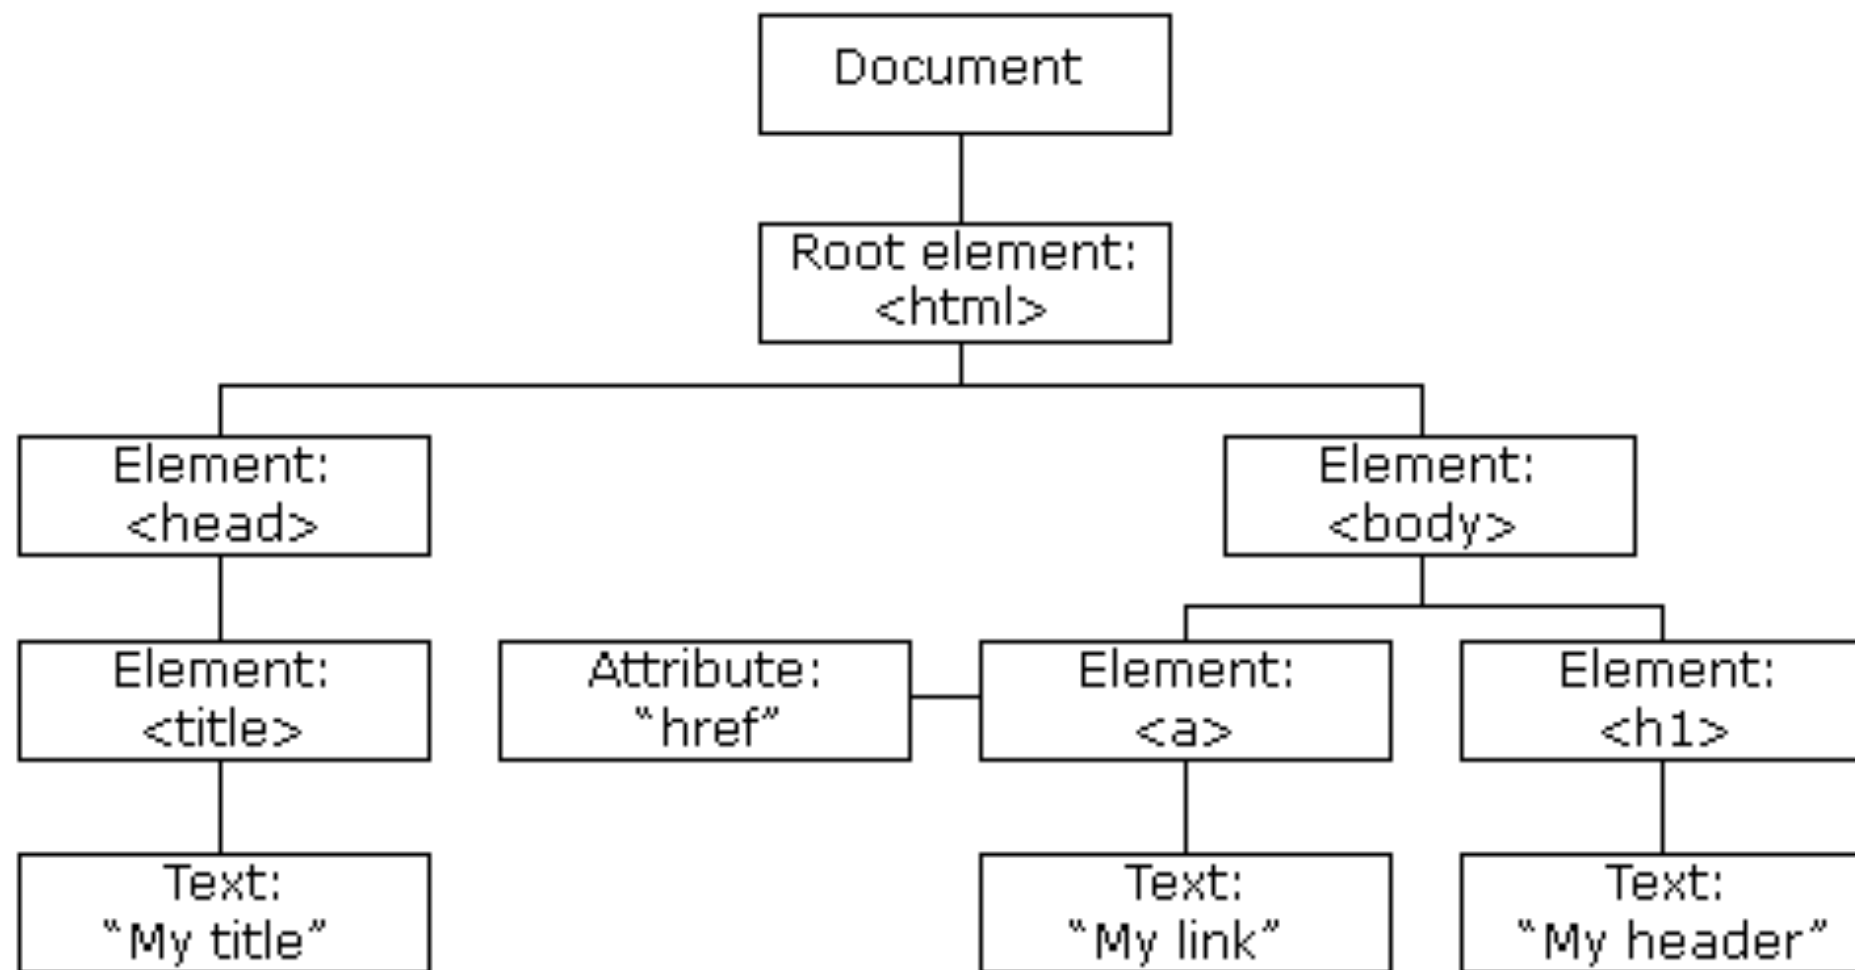 Document
Root element:
<html>
Element:
<head>
Element:
<body>
Element:
<title>
Attribute:
“href”
Element:
<a>
Element:
<h1>
Text:
“My title”
Text:
“My link”
Text:
“My header”